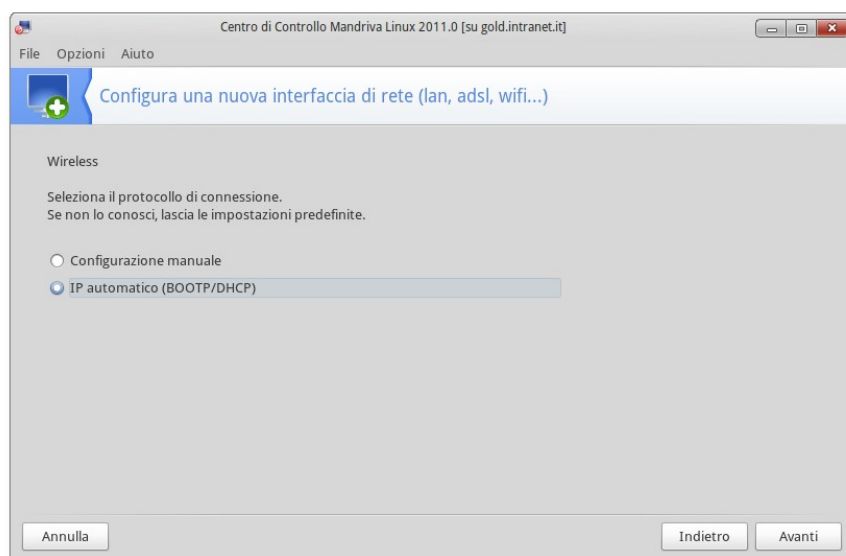 Centro di Controllo Mandriva Linux 2011.0 [su gold.intranet.it]
File Opzioni Aiuto
Configura una nuova interfaccia di rete (lan, adsl, wifi...)
Wireless
Seleziona il protocollo di connessione.
Se non lo conosci, lascia le impostazioni predefinite.
Configurazione manuale
IP automatico (BOOTP/DHCP)
Annulla Indietro Avanti